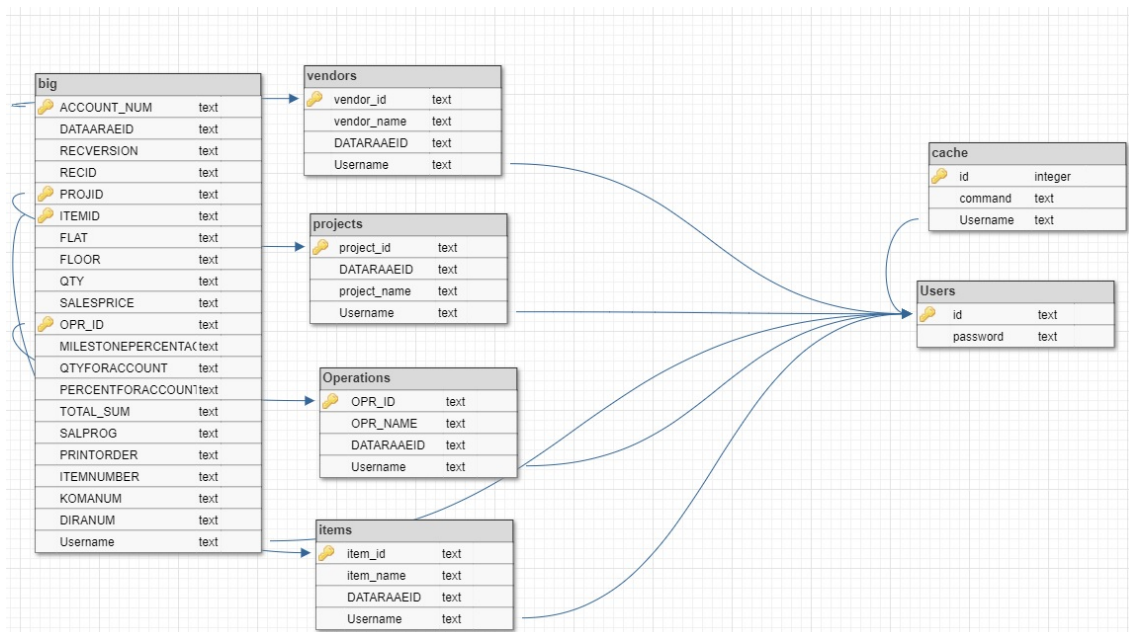 big
ACCOUNT_NUM text
DATAARAEID text
RECVERSION text
RECID text
PROJID text
ITEMID text
FLAT text
FLOOR text
QTY text
SALESPRICE text
OPR_ID text
MILESTONEPERCENTAC text
QTYFORACCOUNT text
PERCENTFORACCOUNT text
TOTAL_SUM text
SALPROG text
PRINTORDER text
ITEMNUMBER text
KOMANUM text
DIRANUM text
Username text
vendors
vendor_id text
vendor_name text
DATARAAEID text
Username text
projects
project_id text
DATARAAEID text
project_name text
Username text
Operations
OPR_ID text
OPR_NAME text
DATARAAEID text
Username text
items
item_id text
item_name text
DATARAAEID text
Username text
cache
id integer
command text
Username text
Users
id text
password text